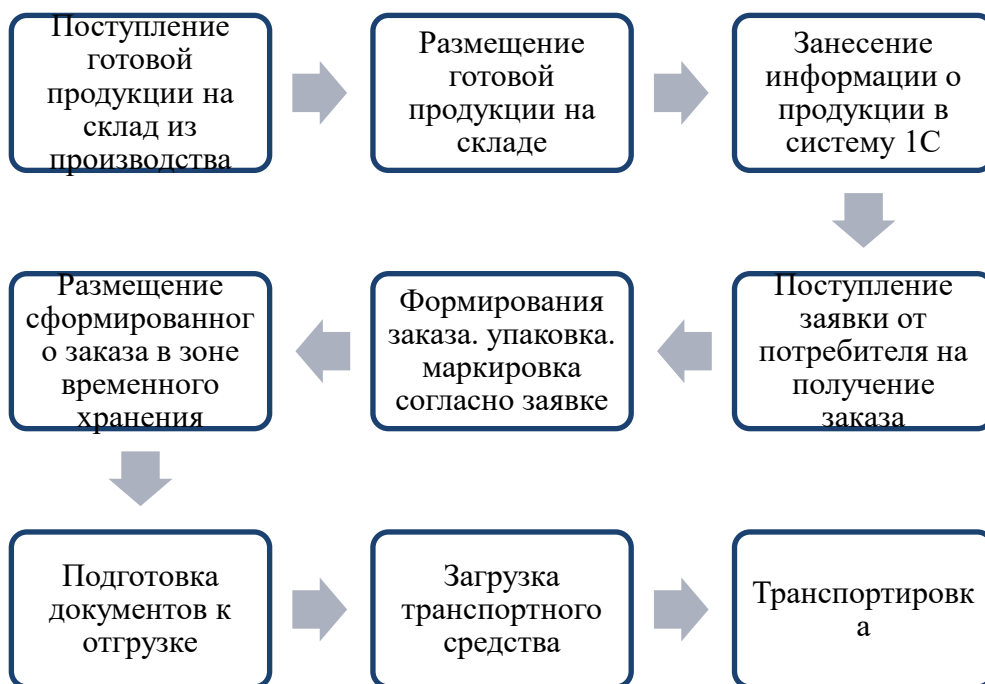 Поступление
готовой
продукции на
склад из
производства
Размещение
готовой
продукции на
складе
Занесение
информации о
продукции в
систему 1С
Поступление
заявки от
потребителя на
получение
заказа
Формирования
заказа. упаковка.
маркировка
согласно заявке
Размещение
сформированног
о заказа в зоне
временного
хранения
Подготовка
документов к
отгрузке
Загрузка
транспортного
средства
Транспортировк
а